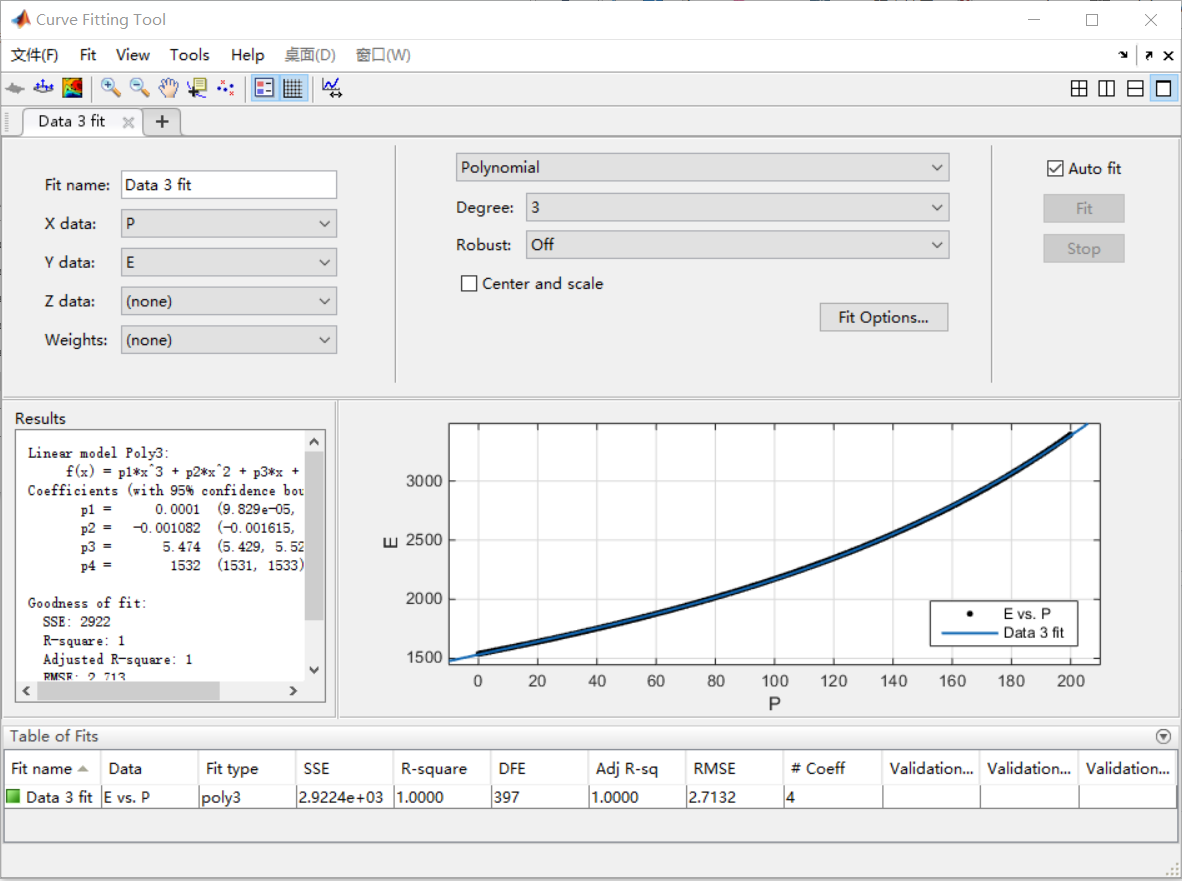 Curve Fitting Tool
文件(F) Fit View Tools Help 桌面(D) 窗口(W)
Data 3 fit
Fit name: Data 3 fit
X data: P
Y data: E
Z data: (none)
Weights: (none)
Polynomial
Degree: 3
Robust: Off
Center and scale
Fit Options...
Auto fit
Fit
Stop
Results
Linear model Poly3:
f(x) = p1*x^3 + p2*x^2 + p3*x +
Coefficients (with 95% confidence bou
p1 = 0.0001 (9.829e-05,
p2 = -0.001082 (-0.001615,
p3 = 5.474 (5.429, 5.52
p4 = 1532 (1531, 1533)
Goodness of fit:
SSE: 2922
R-square: 1
Adjusted R-square: 1
RMSE: 2.713
3000
2500
2000
1500
E
0 20 40 60 80 100 120 140 160 180 200
P
E vs. P
Data 3 fit
Table of Fits
Fit name Data Fit type SSE R-square DFE Adj R-sq RMSE # Coeff Validation... Validation... Validation...
Data 3 fit E vs. P poly3 2.9224e+03 1.0000 397 1.0000 2.7132 4